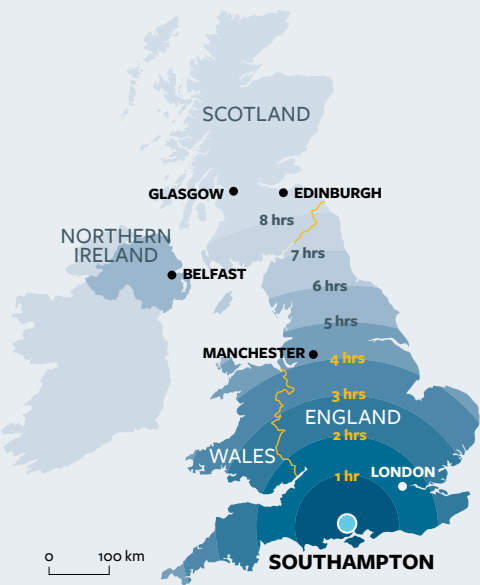 SCOTLAND
GLASGOW
EDINBURGH
8 hrs
NORTHERN
IRELAND
7 hrs
BELFAST
6 hrs
5 hrs
MANCHESTER
4 hrs
3 hrs
ENGLAND
2 hrs
WALES
1 hr
LONDON
0 100 km
SOUTHAMPTON